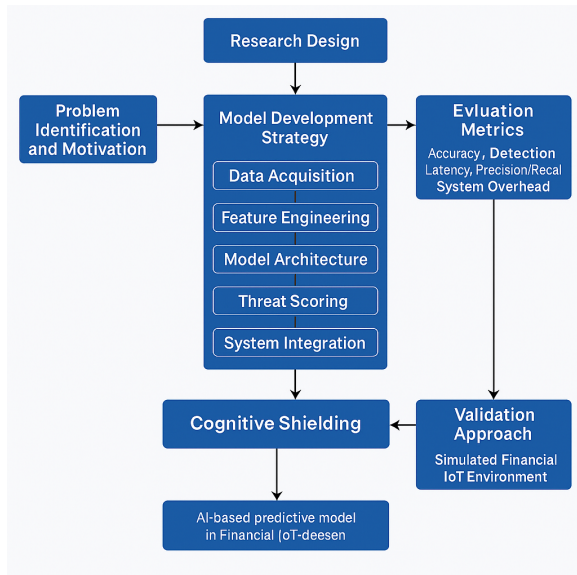 Research Design
Problem
Identification
and Motivation
Model Development
Strategy
Data Acquisition
Feature Engineering
Model Architecture
Threat Scoring
System Integration
Evluation
Metrics
Accuracy, Detection
Latency, Precision/Recal
System Overhead
Cognitive Shielding
Validation
Approach
Simulated Financial
IoT Environment
AI-based predictive model
in Financial (oT-deesen